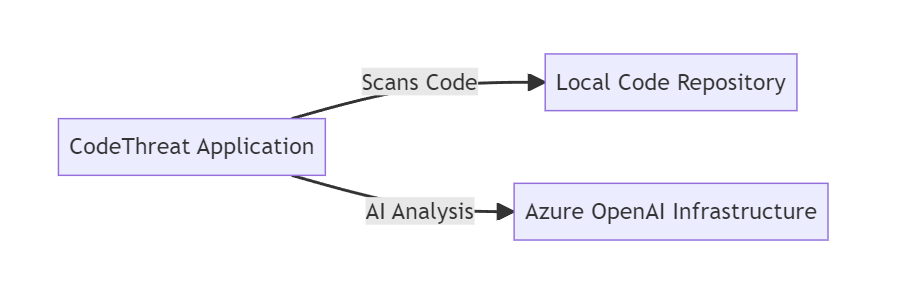 Scans Code
Local Code Repository
CodeThreat Application
AI Analysis
Azure OpenAI Infrastructure